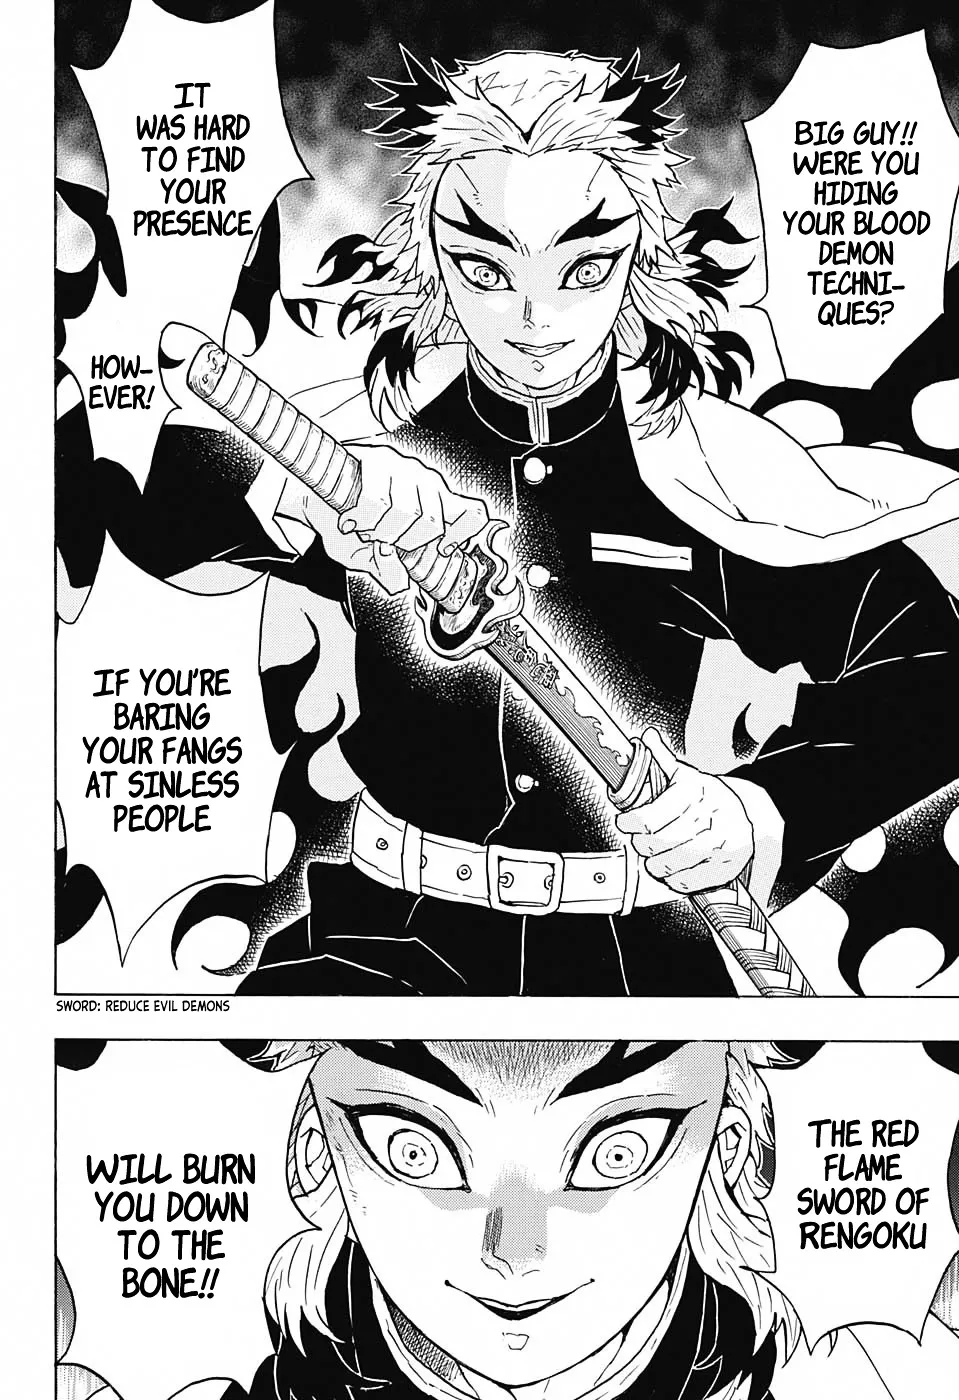 BIG GUY!!
WERE YOU
HIDING
YOUR BLOOD
DEMON
TECHNI-
QUES?
IT
WAS HARD
TO FIND
YOUR
PRESENCE
HOW-
EVER!
IF YOU'RE
BARING
YOUR FANGS
AT SINLESS
PEOPLE
SWORD: REDUCE EVIL DEMONS
THE RED
FLAME
SWORD OF
RENGOKU
WILL BURN
YOU DOWN
TO THE
BONE!!